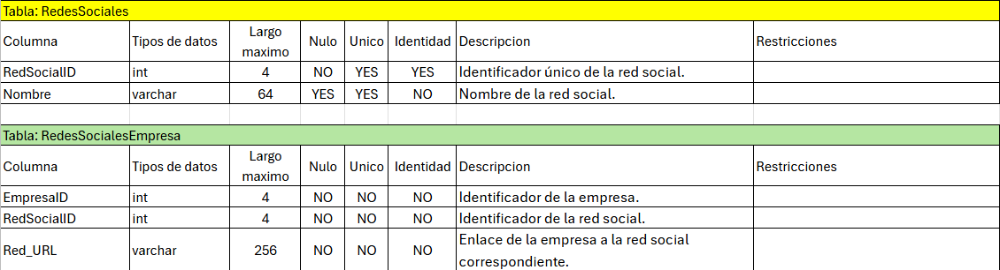 Tabla: RedesSociales
Columna Tipos de datos Largo maximo Nulo Unico Identidad Descripcion Restricciones
RedSocialID int 4 NO YES YES Identificador único de la red social.
Nombre varchar 64 YES YES NO Nombre de la red social.
Tabla: RedesSocialesEmpresa
Columna Tipos de datos Largo maximo Nulo Unico Identidad Descripcion Restricciones
EmpresaID int 4 NO NO NO Identificador de la empresa.
RedSocialID int 4 NO NO NO Identificador de la red social.
Red_URL varchar 256 NO NO NO Enlace de la empresa a la red social correspondiente.